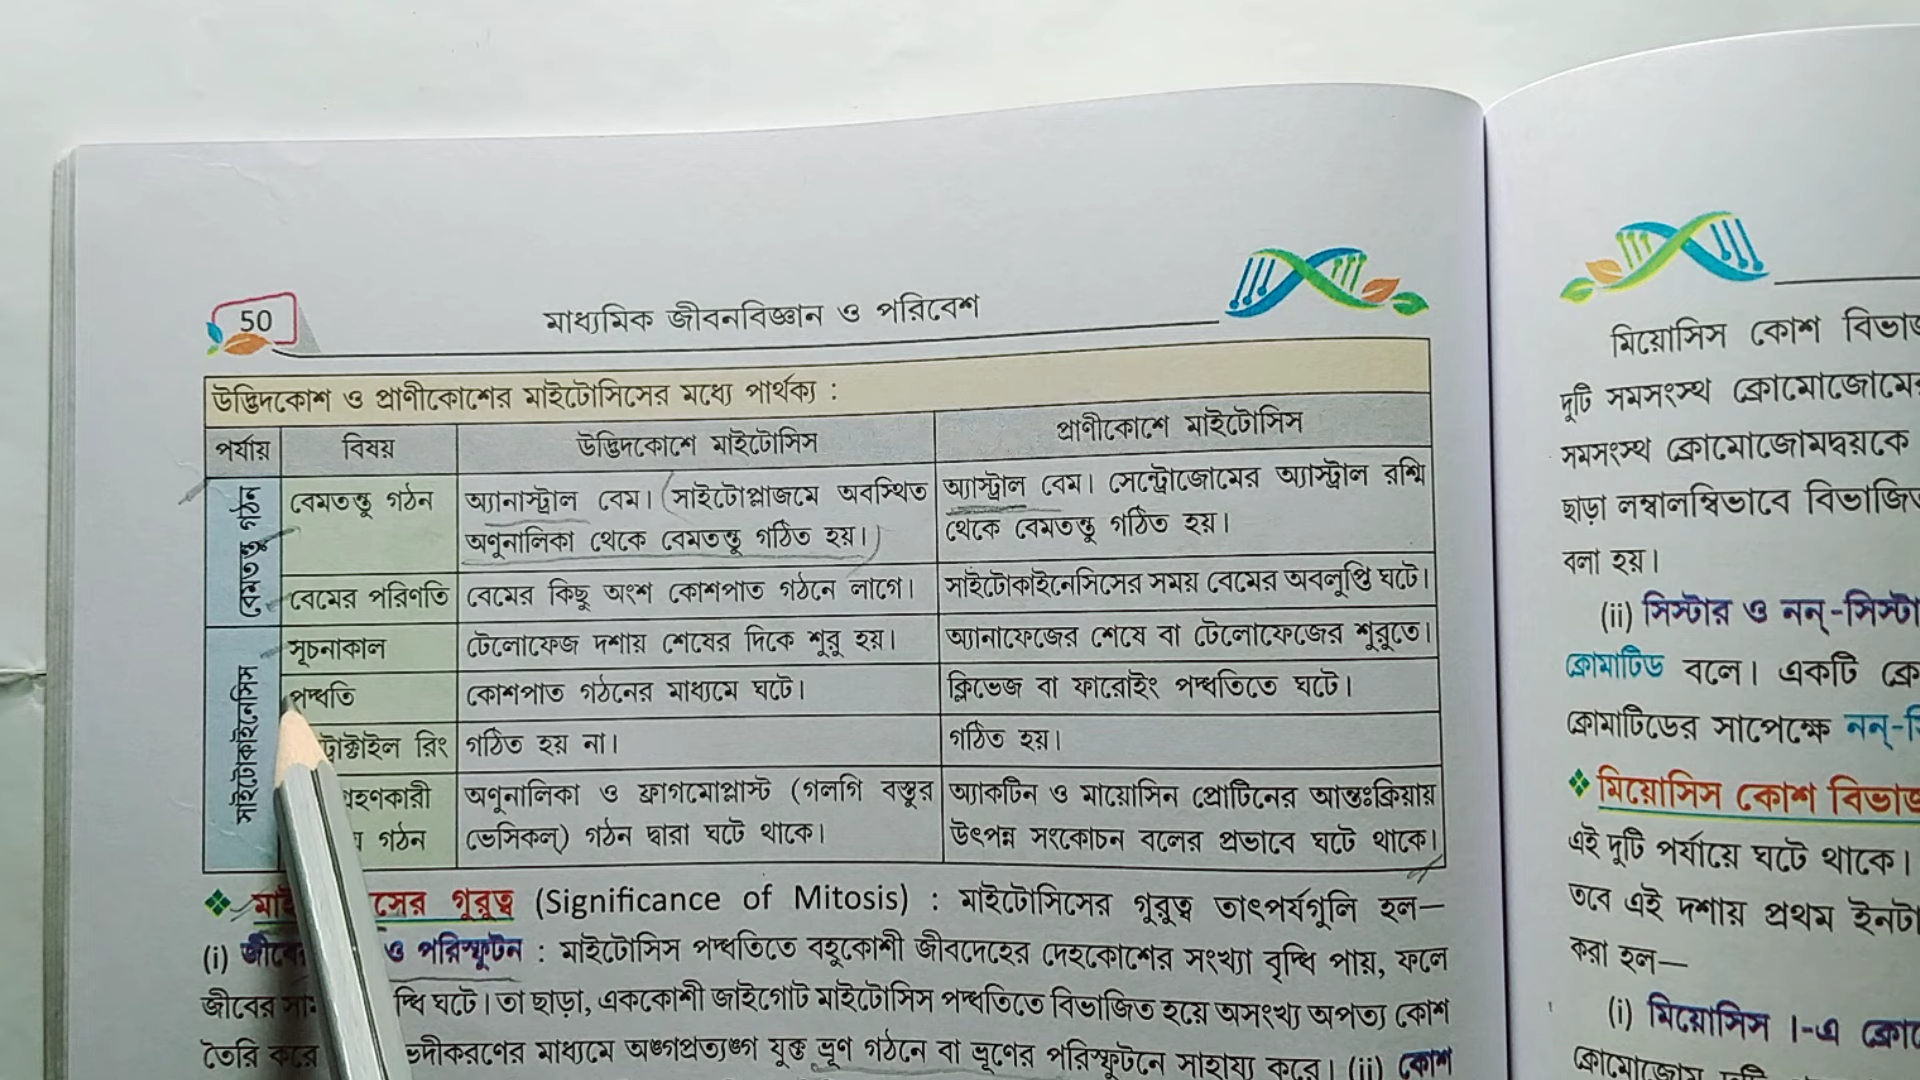 50
মাধ্যমিক জীবনবিজ্ঞান ও পরিবেশ
উদ্ভিদকোশ ও প্রাণীকোশের মাইটোসিসের মধ্যে পার্থক্য :
পর্যায় বিষয় উদ্ভিদকোশে মাইটোসিস প্রাণীকোশে মাইটোসিস
বেমতন্তু গঠন
বেমতন্তু গঠন অ্যানাস্ট্রাল বেম। (সাইটোপ্লাজমে অবস্থিত অ্যাস্ট্রাল বেম। সেন্ট্রোজোমের অ্যাস্ট্রাল রশ্মি
অণুনালিকা থেকে বেমতন্তু গঠিত হয়।) থেকে বেমতন্তু গঠিত হয়।
বেমের পরিণতি বেমের কিছু অংশ কোশপাত গঠনে লাগে। সাইটোকাইনেসিসের সময় বেমের অবলুপ্তি ঘটে।
সাইটোকাইনেসিস
সূচনাকাল টেলোফেজ দশায় শেষের দিকে শুরু হয়। অ্যানাফেজের শেষে বা টেলোফেজের শুরুতে।
পদ্ধতি কোশপাত গঠনের মাধ্যমে ঘটে। ক্লিভেজ বা ফারোইং পদ্ধতিতে ঘটে।
রিং গঠিত হয় না। গঠিত হয়।
অণুনালিকা ও ফ্রাগমোপ্লাস্ট (গলগি বস্তুর অ্যাকটিন ও মায়োসিন প্রোটিনের আন্তঃক্রিয়ায়
গঠন ভেসিকল) গঠন দ্বারা ঘটে থাকে। উৎপন্ন সংকোচন বলের প্রভাবে ঘটে থাকে।
গুরুত্ব (Significance of Mitosis) : মাইটোসিসের গুরুত্ব তাৎপর্যগুলি হল—
(i) ও পরিস্ফুটন : মাইটোসিস পদ্ধতিতে বহুকোশী জীবদেহের দেহকোশের সংখ্যা বৃদ্ধি পায়, ফলে
জীবের ঘটে। তা ছাড়া, এককোশী জাইগোট মাইটোসিস পদ্ধতিতে বিভাজিত হয়ে অসংখ্য অপত্য কোশ
তৈরি করে মাধ্যমে অঙ্গপ্রত্যঙ্গ যুক্ত ভ্রূণ গঠনে বা ভ্রূণের পরিস্ফুটনে সাহায্য করে। (ii) কোশ
মিয়োসিস কোশ
দুটি সমসংস্থ
সমসংস্থ ক্রোমোজোমদ্বয়কে
ছাড়া লম্বালম্বিভাবে
বলা হয়।
(ii) সিস্টার ও নন্-
ক্রোমাটিড বলে। একটি
ক্রোমাটিডের সাপেক্ষে নন্-
মিয়োসিস কোশ
এই দুটি পর্যায়ে ঘটে থাকে।
তবে এই দশায় প্রথম
করা হল—
(i) মিয়োসিস I-এ